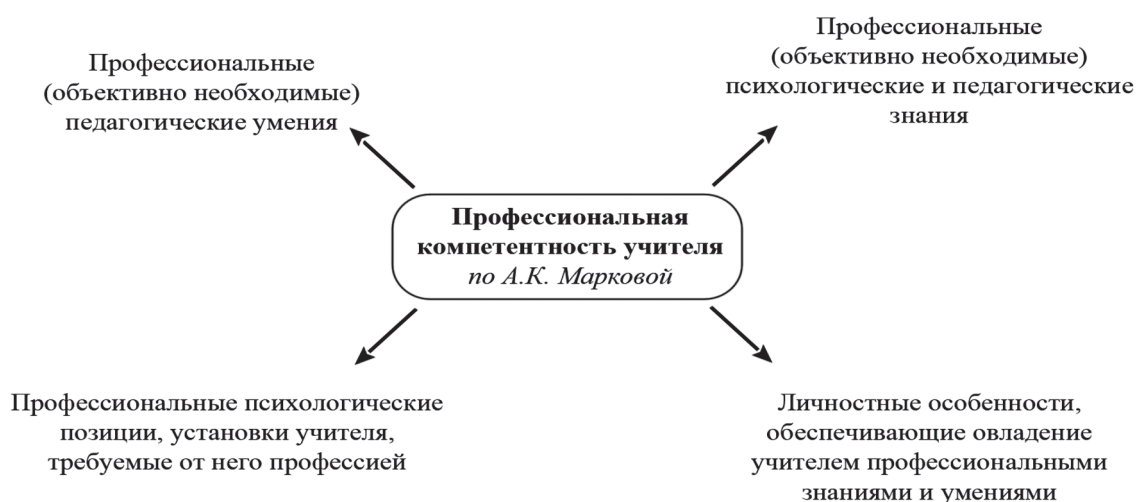 Профессиональные
(объективно необходимые)
педагогические умения
Профессиональные
(объективно необходимые)
психологические и педагогические
знания
Профессиональная
компетентность учителя
по А.К. Марковой
Профессиональные психологические
позиции, установки учителя,
требуемые от него профессией
Личностные особенности,
обеспечивающие овладение
учителем профессиональными
знаниями и умениями